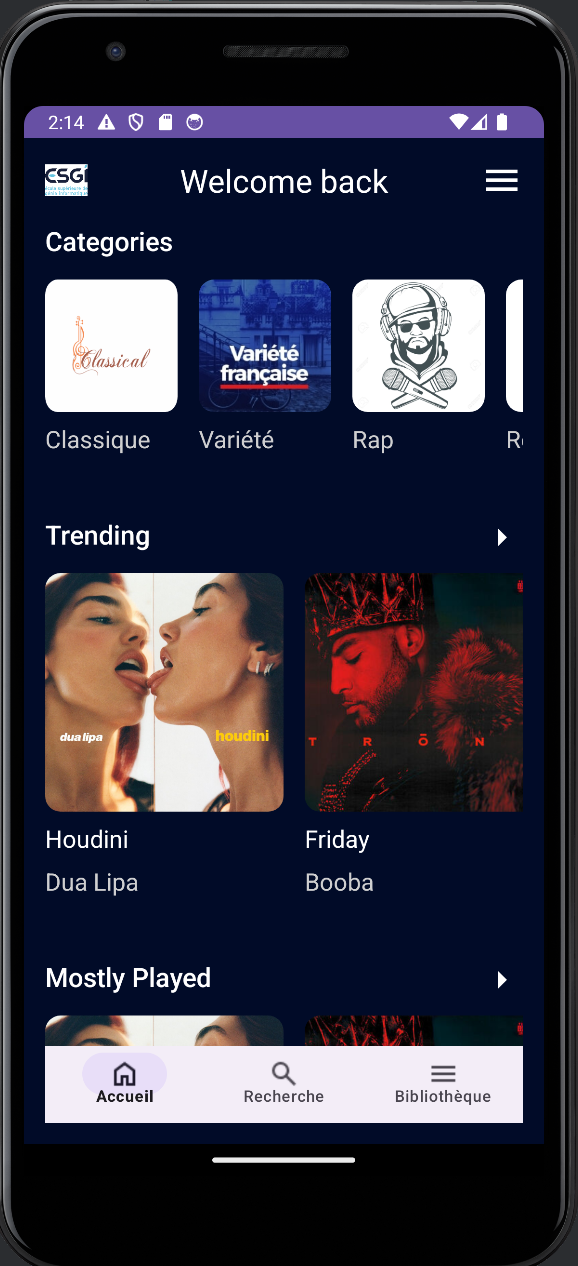 2:14
ESGI
Welcome back
Categories
Classical
Variété
française
Classique
Variété
Rap
Trending
dua lipa
houdini
T R Ō N
Houdini
Friday
Dua Lipa
Booba
Mostly Played
Accueil
Recherche
Bibliothèque